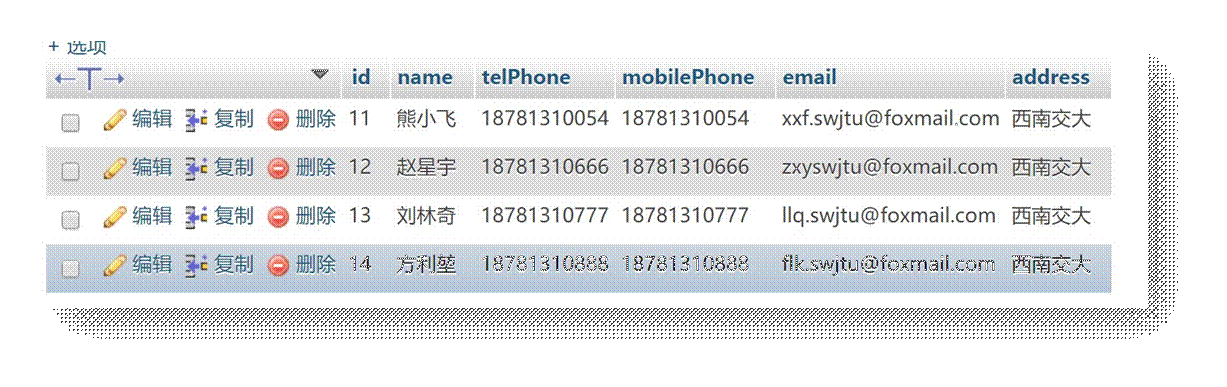 + 选项
←T→ id name telPhone mobilePhone email address
编辑 复制 删除 11 熊小飞 18781310054 18781310054 xxf.swjtu@foxmail.com 西南交大
编辑 复制 删除 12 赵星宇 18781310666 18781310666 zxyswjtu@foxmail.com 西南交大
编辑 复制 删除 13 刘林奇 18781310777 18781310777 llq.swjtu@foxmail.com 西南交大
编辑 复制 删除 14 方利堃 18781310888 18781310888 flk.swjtu@foxmail.com 西南交大